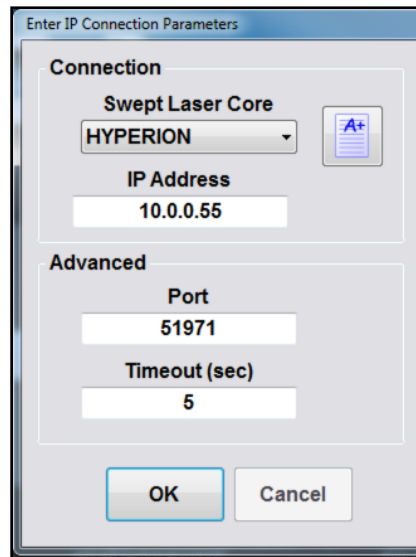 Enter IP Connection Parameters
Connection
Swept Laser Core
HYPERION
A+
IP Address
10.0.0.55
Advanced
Port
51971
Timeout (sec)
5
OK
Cancel